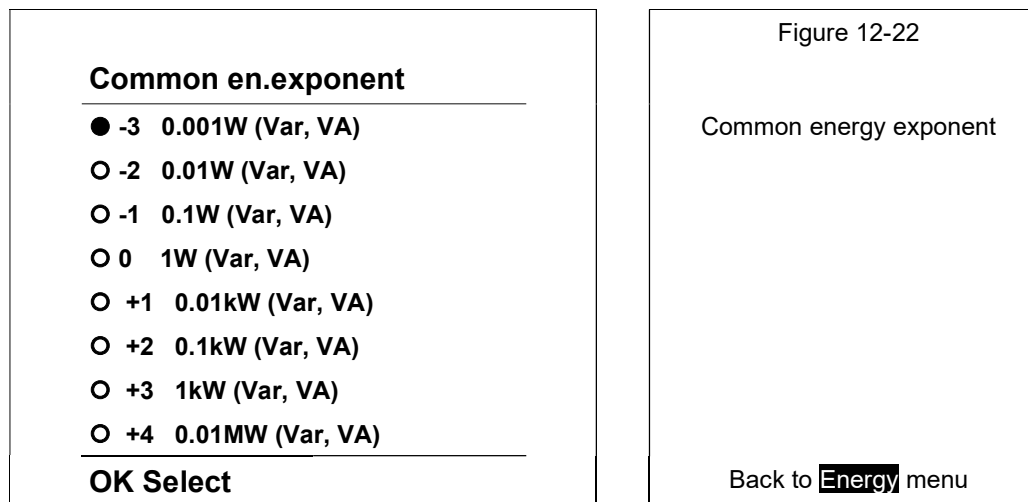 Common en.exponent
-3 0.001W (Var, VA)
-2 0.01W (Var, VA)
-1 0.1W (Var, VA)
0 1W (Var, VA)
+1 0.01kW (Var, VA)
+2 0.1kW (Var, VA)
+3 1kW (Var, VA)
+4 0.01MW (Var, VA)
OK Select
Figure 12-22
Common energy exponent
Back to Energy menu